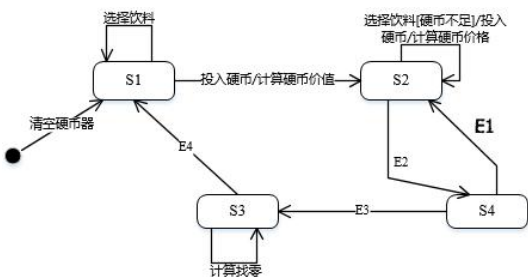 选择饮料
选择饮料[硬币不足]/投入
硬币/计算硬币价格
S1
投入硬币/计算硬币价值
S2
清空硬币器
E1
E4
E2
S3
E3
S4
计算找零